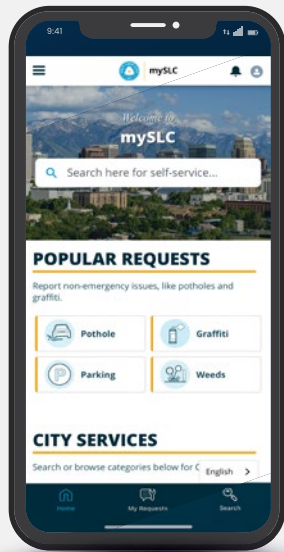 9:41
mySLC
Welcome to
mySLC
Search here for self-service...
POPULAR REQUESTS
Report non-emergency issues, like potholes and
graffiti.
Pothole
Graffiti
P
Parking
Weeds
CITY SERVICES
Search or browse categories below for C
English >
Home
My Requests
Search